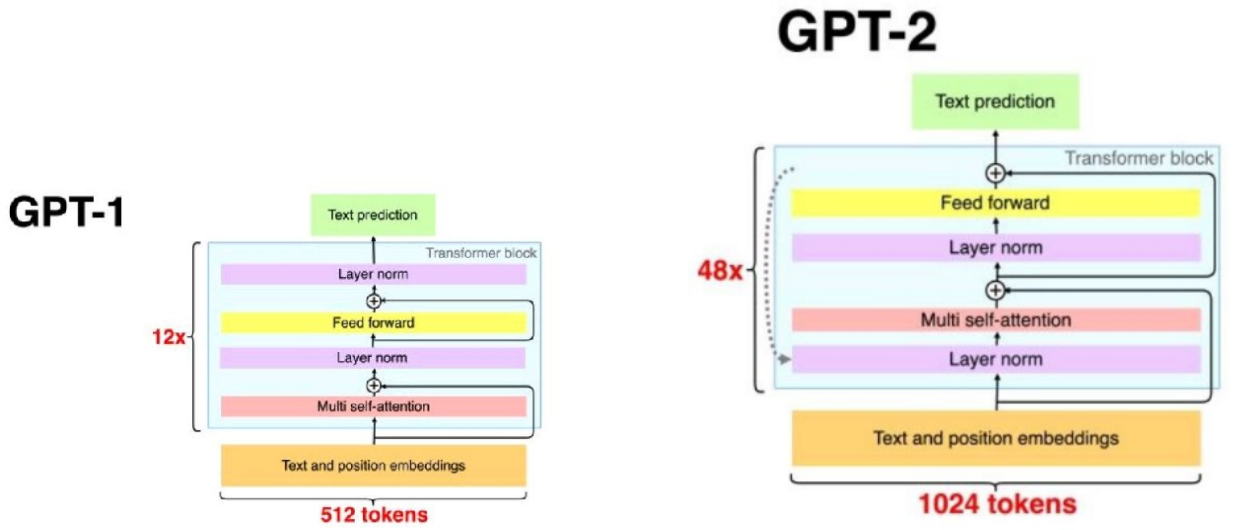 GPT-1
Text prediction
Transformer block
Layer norm
Feed forward
12x
Layer norm
Multi self-attention
Text and position embeddings
512 tokens
GPT-2
Text prediction
Transformer block
Feed forward
Layer norm
48x
Multi self-attention
Layer norm
Text and position embeddings
1024 tokens